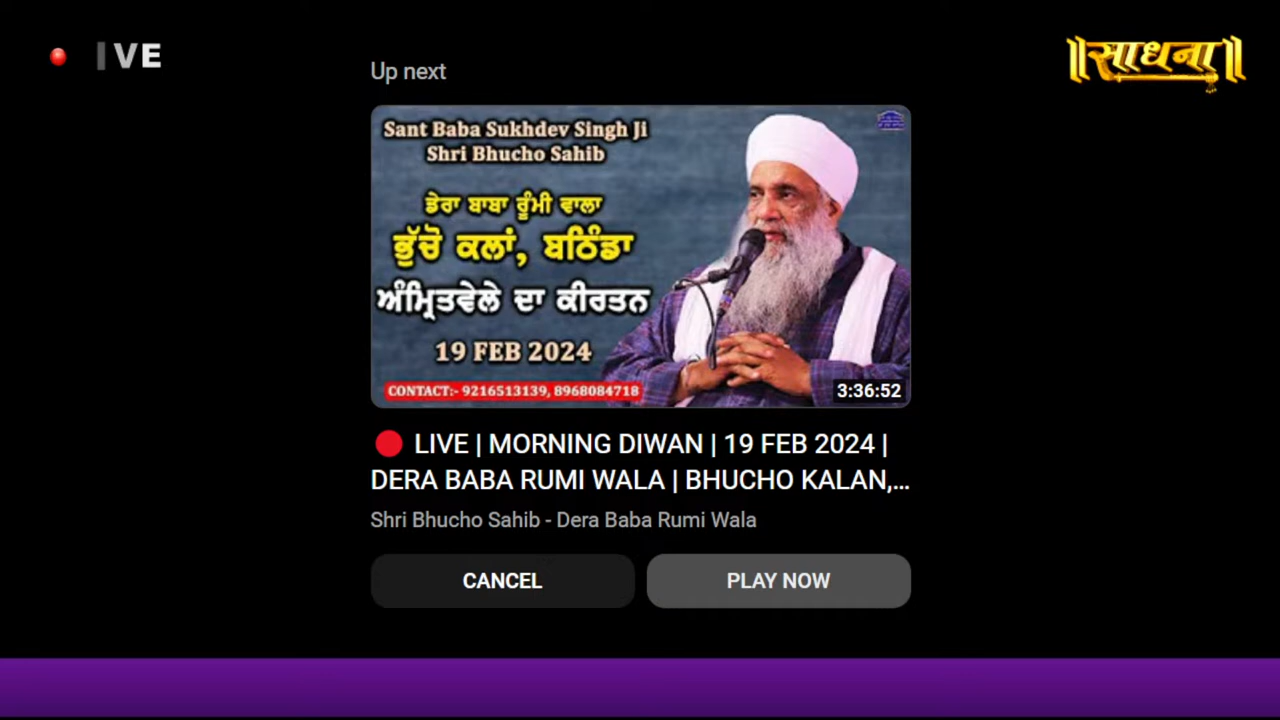 IVE
॥साधना॥
Up next
Sant Baba Sukhdev Singh Ji
Shri Bhucho Sahib
ਡੇਰਾ ਬਾਬਾ ਰੂੰਮੀ ਵਾਲਾ
ਭੁੱਚੋ ਕਲਾਂ, ਬਠਿੰਡਾ
ਅੰਮ੍ਰਿਤਵੇਲੇ ਦਾ ਕੀਰਤਨ
19 FEB 2024
CONTACT:- 9216513139, 8968084718
3:36:52
LIVE | MORNING DIWAN | 19 FEB 2024 |
DERA BABA RUMI WALA | BHUCHO KALAN,...
Shri Bhucho Sahib - Dera Baba Rumi Wala
CANCEL
PLAY NOW